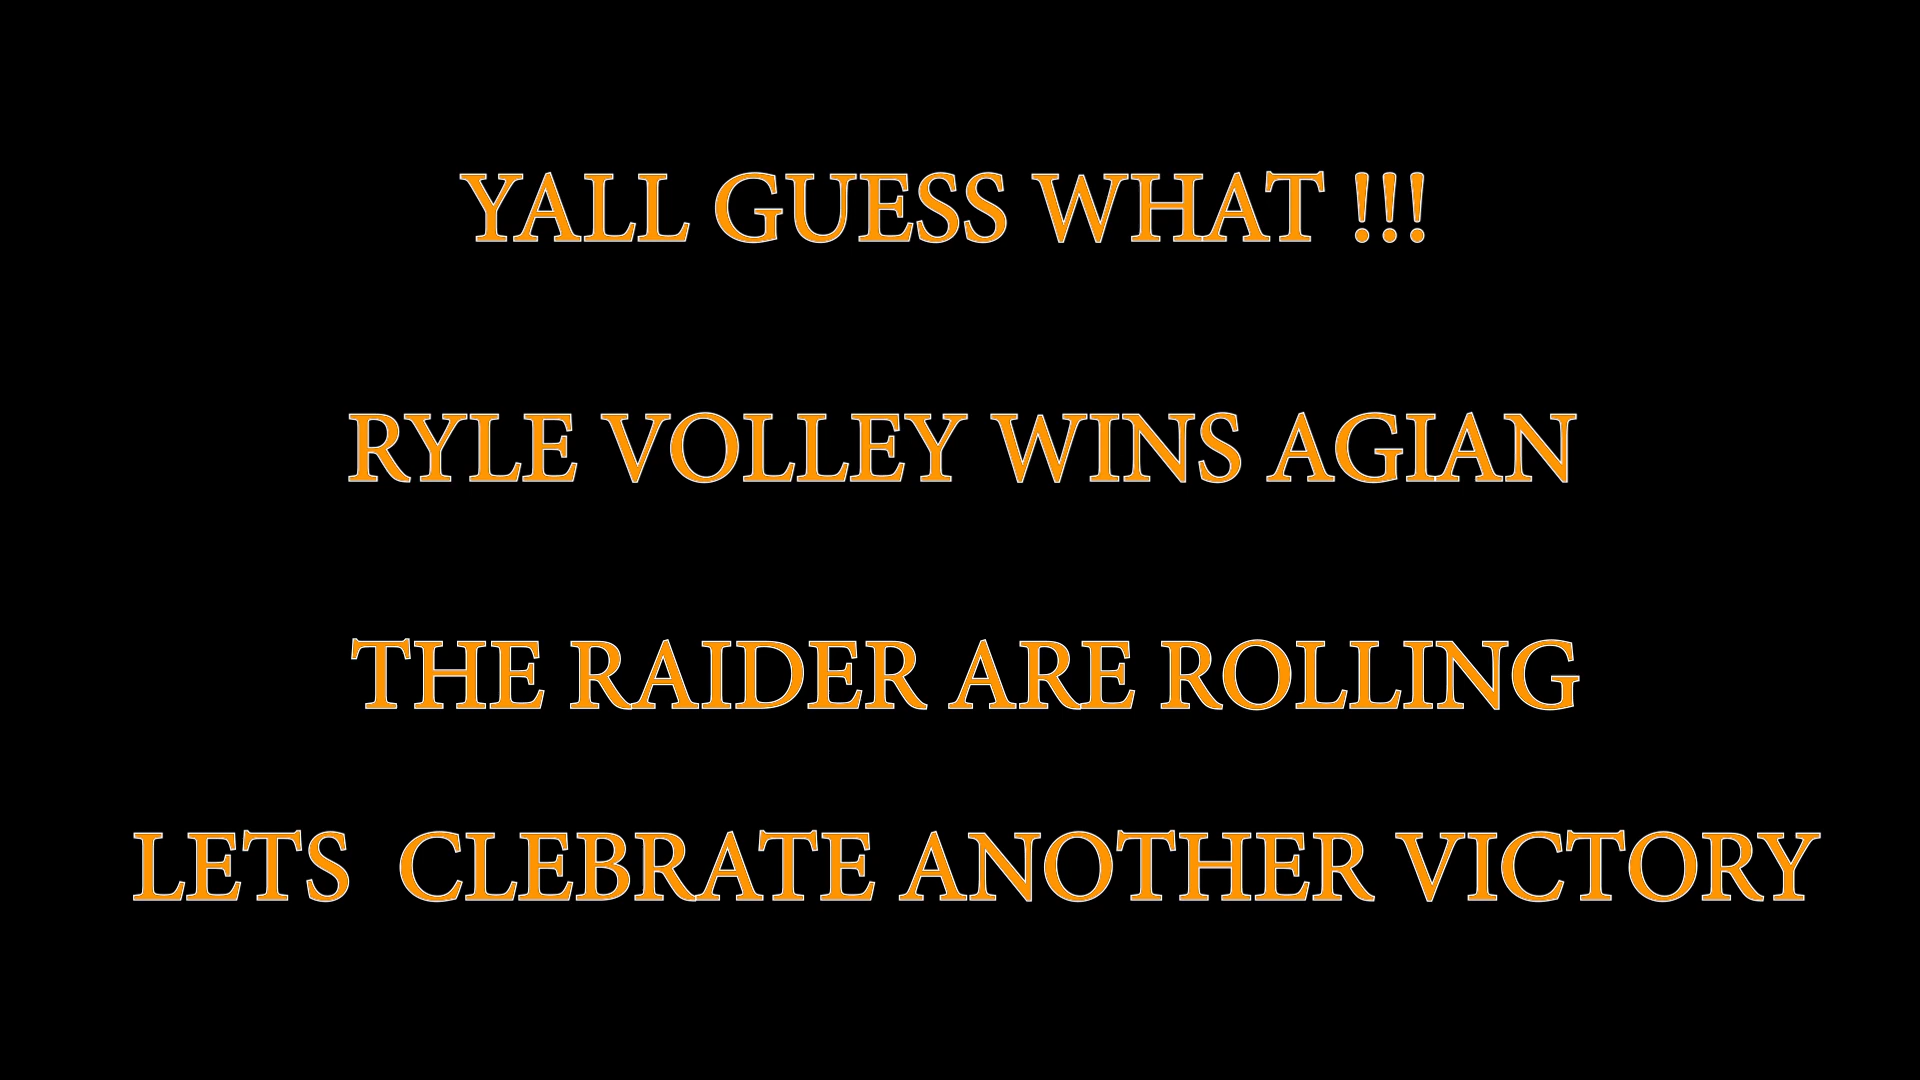 YALL GUESS WHAT !!!
RYLE VOLLEY WINS AGIAN
THE RAIDER ARE ROLLING
LETS  CLEBRATE ANOTHER VICTORY